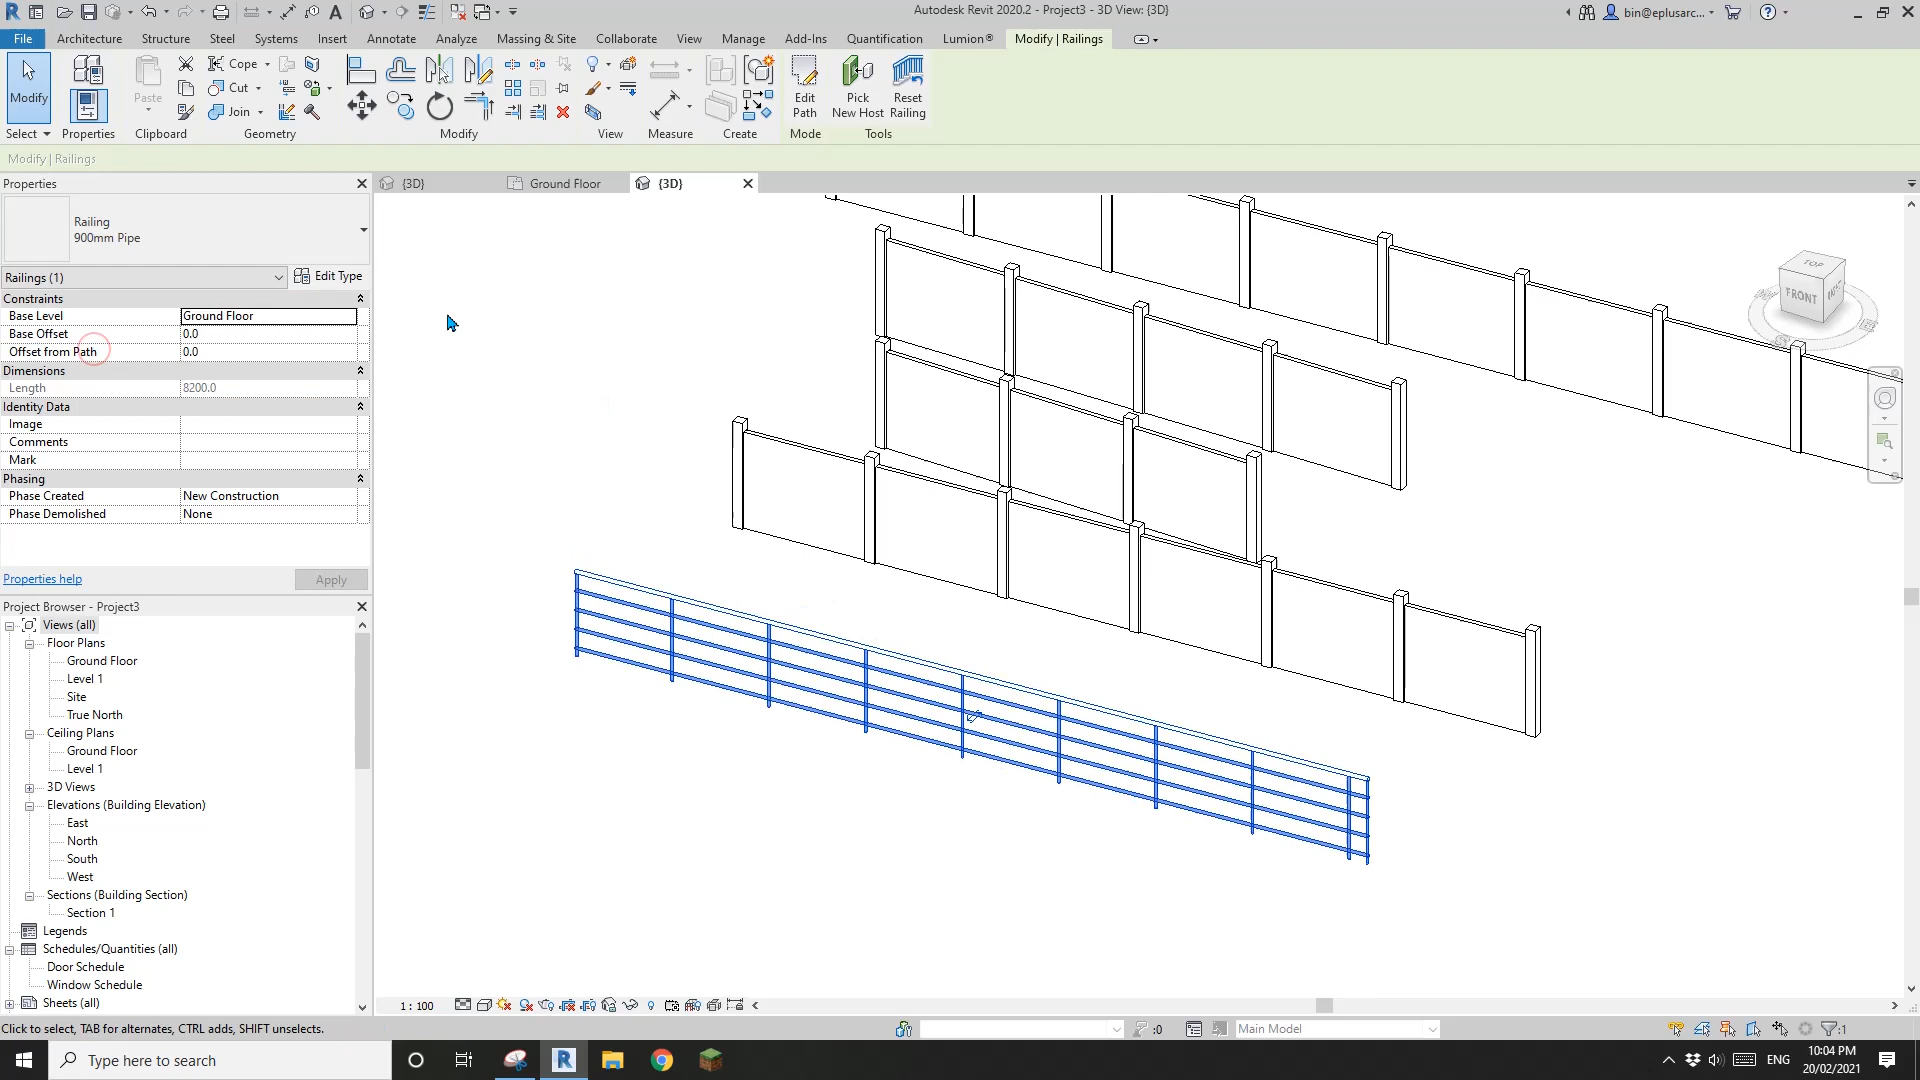 Autodesk Revit 2020.2 - Project3 - 3D View: {3D}
bin@eplusarc...
File Architecture Structure Steel Systems Insert Annotate Analyze Massing & Site Collaborate View Manage Add-Ins Quantification Lumion® Modify | Railings
Modify
Paste
Cope
Cut
Join
Edit Path
Pick New Host
Reset Railing
Select Properties Clipboard Geometry Modify View Measure Create Mode Tools
Modify | Railings
Properties
{3D} Ground Floor {3D}
Railing
900mm Pipe
Railings (1) Edit Type
Constraints
Base Level Ground Floor
Base Offset 0.0
Offset from Path 0.0
Dimensions
Length 8200.0
Identity Data
Image
Comments
Mark
Phasing
Phase Created New Construction
Phase Demolished None
Properties help Apply
TOP
FRONT
Project Browser - Project3
Views (all)
Floor Plans
Ground Floor
Level 1
Site
True North
Ceiling Plans
Ground Floor
Level 1
3D Views
Elevations (Building Elevation)
East
North
South
West
Sections (Building Section)
Section 1
Legends
Schedules/Quantities (all)
Door Schedule
Window Schedule
Sheets (all)
1 : 100
Click to select, TAB for alternates, CTRL adds, SHIFT unselects.
:0
Main Model
:1
Type here to search
ENG
10:04 PM
20/02/2021